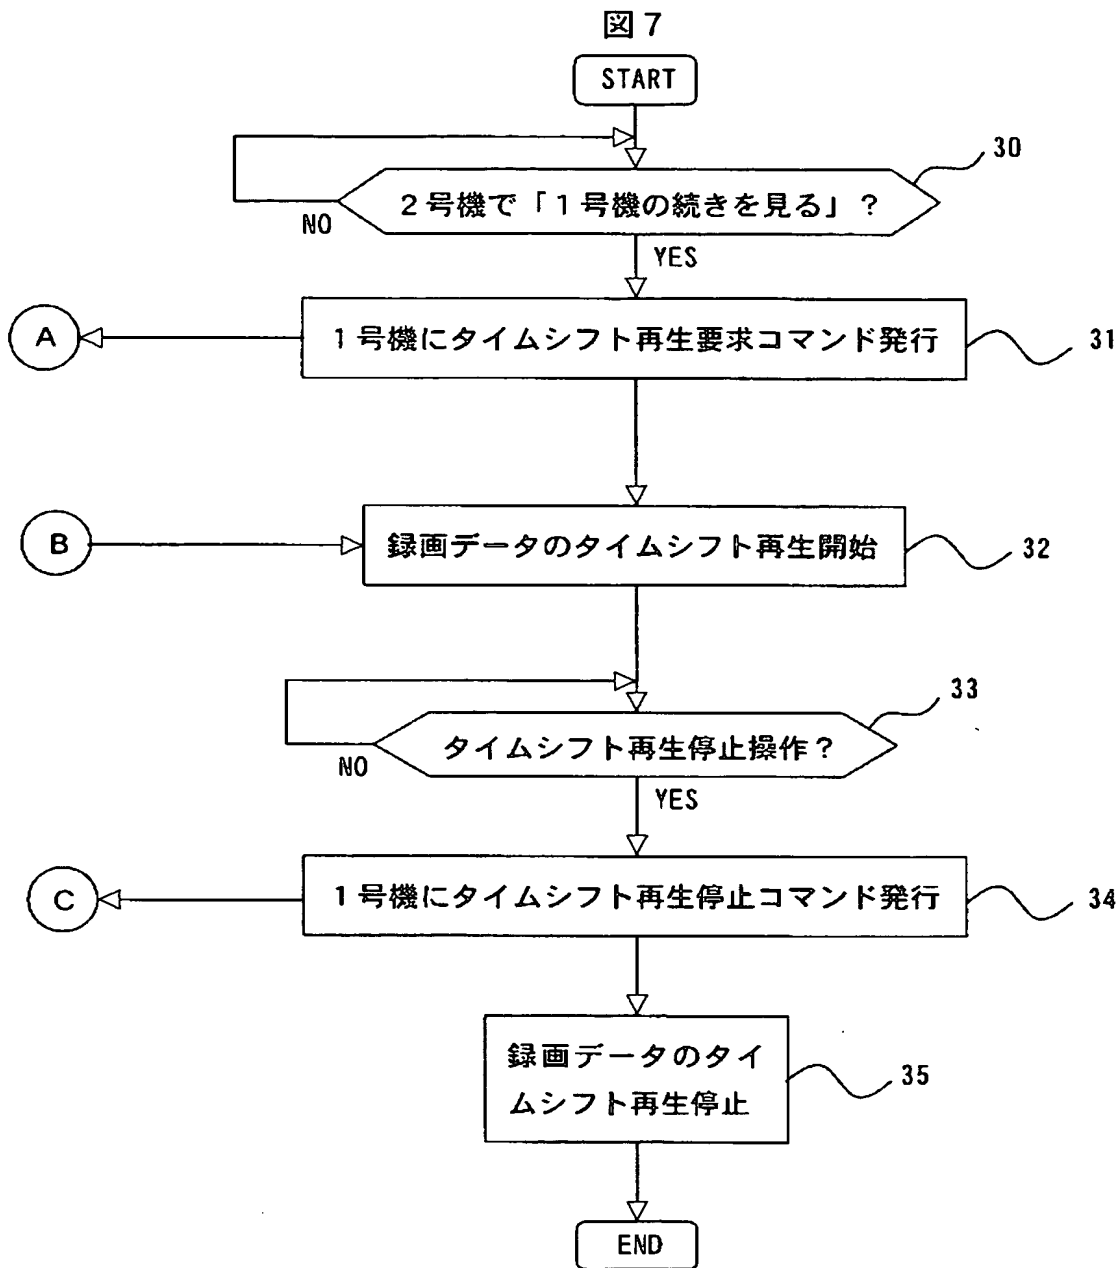 図7
START
30
2号機で「1号機の続きを見る」?
NO
YES
A
1号機にタイムシフト再生要求コマンド発行
31
B
録画データのタイムシフト再生開始
32
33
タイムシフト再生停止操作?
NO
YES
C
1号機にタイムシフト再生停止コマンド発行
34
録画データのタイ
ムシフト再生停止
35
END